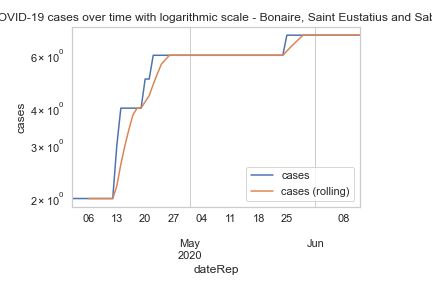 OVID-19 cases over time with logarithmic scale - Bonaire, Saint Eustatius and Sab
6 × 10⁰
4 × 10⁰
3 × 10⁰
2 × 10⁰
cases
cases
cases (rolling)
06 13 20 27 04 11 18 25 01 08
May
2020
Jun
dateRep